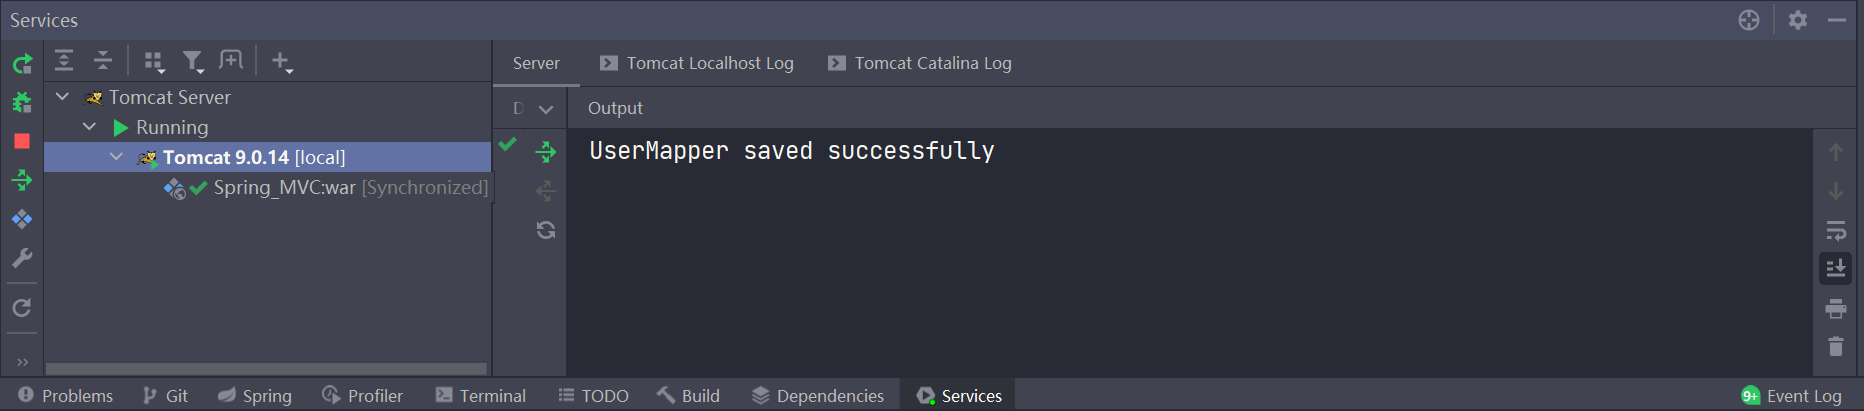 Services
Server
Tomcat Localhost Log
Tomcat Catalina Log
Tomcat Server
D
Output
Running
Tomcat 9.0.14 [local]
UserMapper saved successfully
Spring_MVC:war [Synchronized]
Problems
Git
Spring
Profiler
Terminal
TODO
Build
Dependencies
Services
9+
Event Log